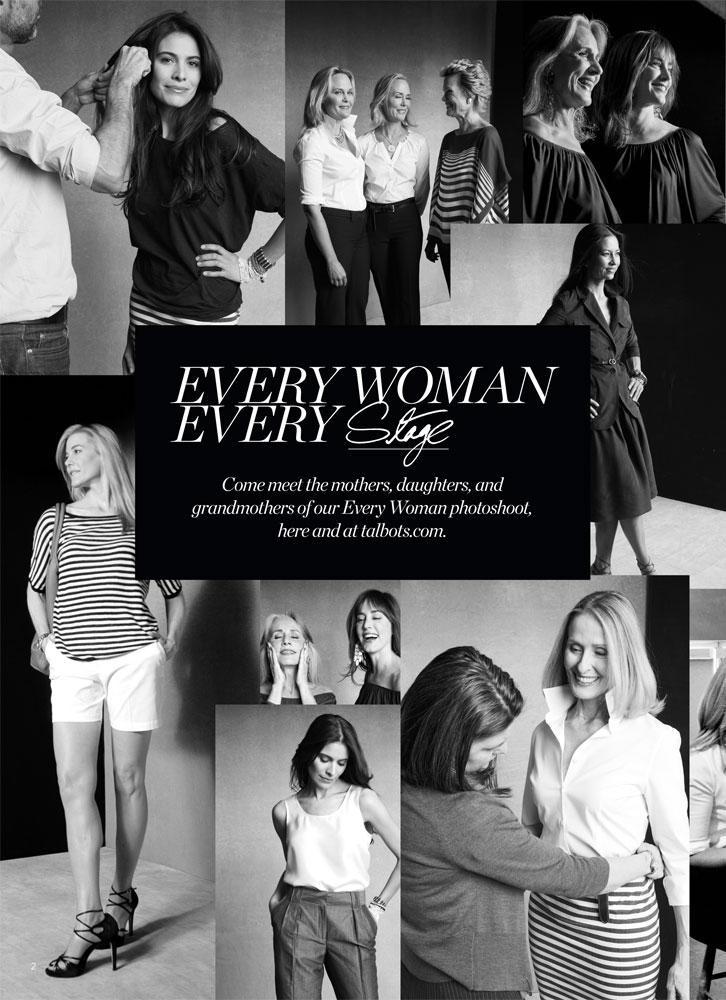 EVERY WOMAN
EVERY Stage
Come meet the mothers, daughters, and
grandmothers of our Every Woman photoshoot,
here and at talbots.com.
2